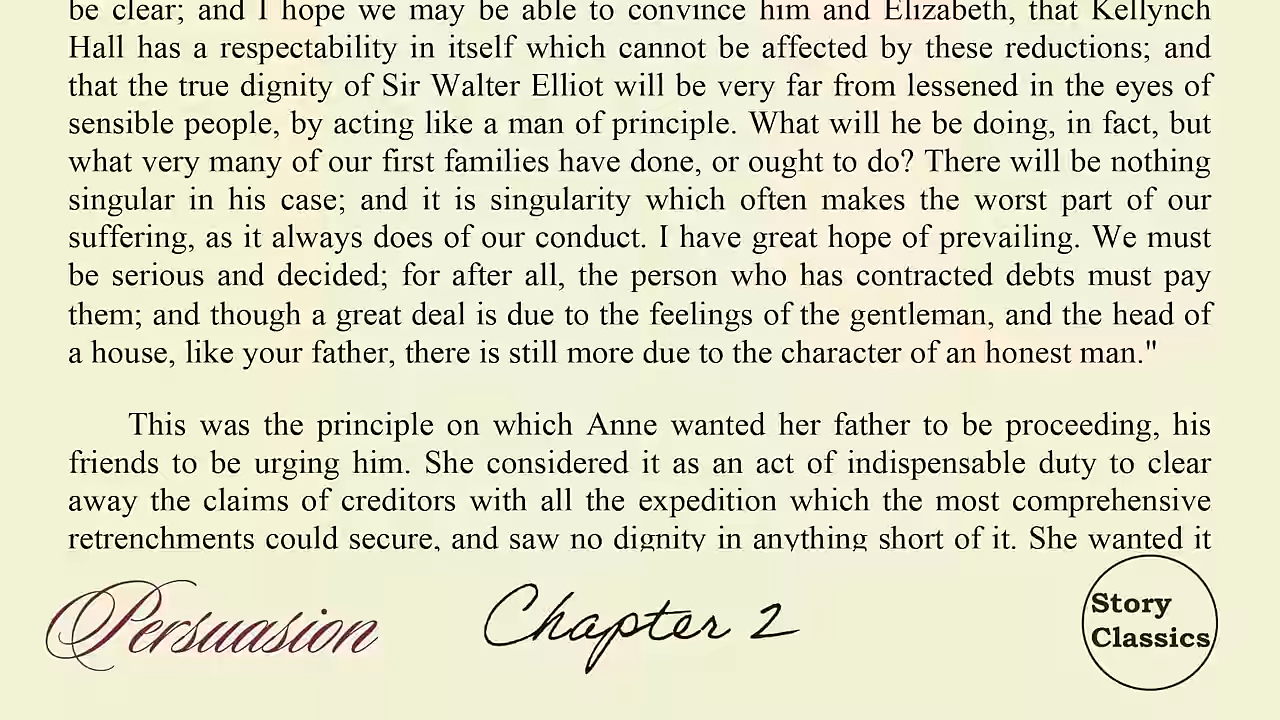 be clear; and I hope we may be able to convince him and Elizabeth, that Kellynch
Hall has a respectability in itself which cannot be affected by these reductions; and
that the true dignity of Sir Walter Elliot will be very far from lessened in the eyes of
sensible people, by acting like a man of principle. What will he be doing, in fact, but
what very many of our first families have done, or ought to do? There will be nothing
singular in his case; and it is singularity which often makes the worst part of our
suffering, as it always does of our conduct. I have great hope of prevailing. We must
be serious and decided; for after all, the person who has contracted debts must pay
them; and though a great deal is due to the feelings of the gentleman, and the head of
a house, like your father, there is still more due to the character of an honest man."
This was the principle on which Anne wanted her father to be proceeding, his
friends to be urging him. She considered it as an act of indispensable duty to clear
away the claims of creditors with all the expedition which the most comprehensive
retrenchments could secure, and saw no dignity in anything short of it. She wanted it
Persuasion
Chapter 2
Story
Classics